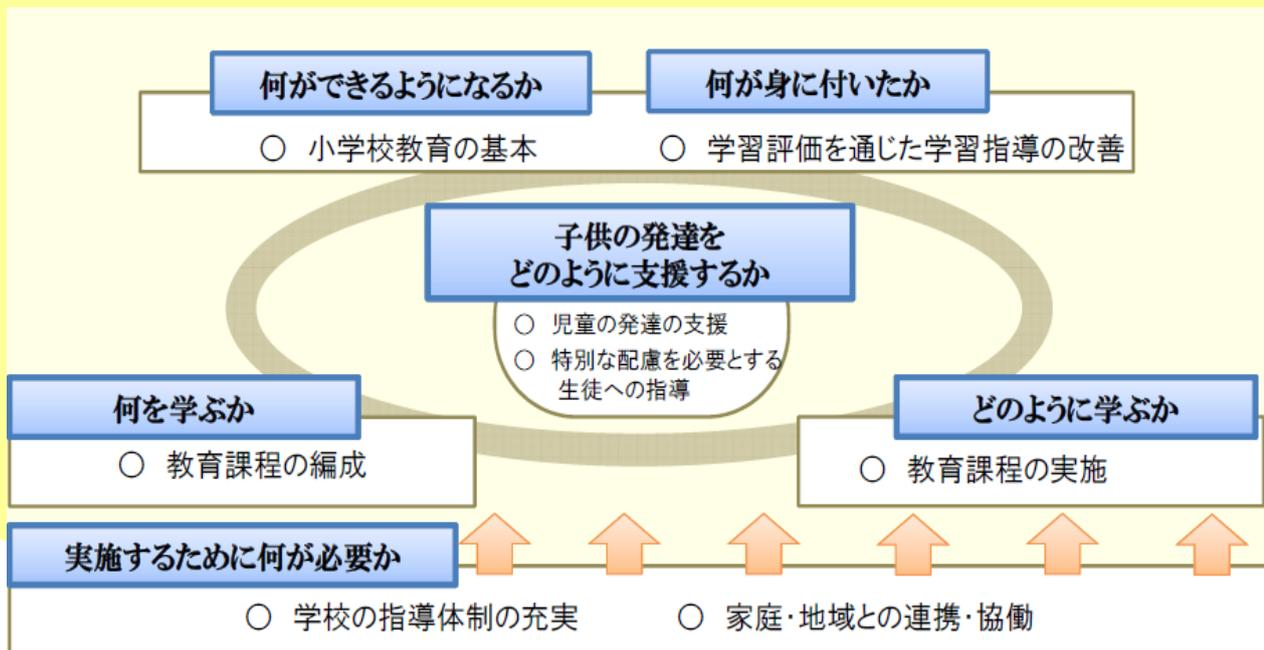 何ができるようになるか
何が身に付いたか
○ 小学校教育の基本
○ 学習評価を通じた学習指導の改善
子供の発達を
どのように支援するか
○ 児童の発達の支援
○ 特別な配慮を必要とする
生徒への指導
何を学ぶか
○ 教育課程の編成
どのように学ぶか
○ 教育課程の実施
実施するために何が必要か
○ 学校の指導体制の充実
○ 家庭・地域との連携・協働